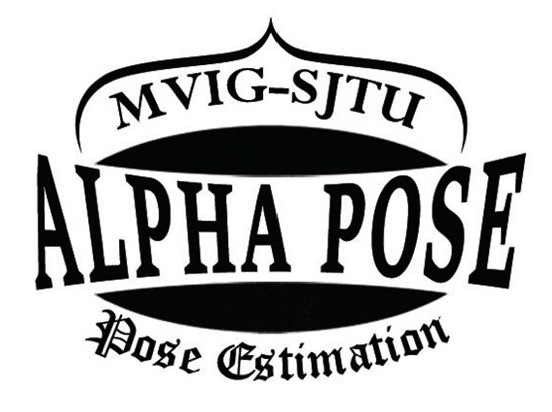 MVIG-SJTU
ALPHA POSE
Pose Estimation